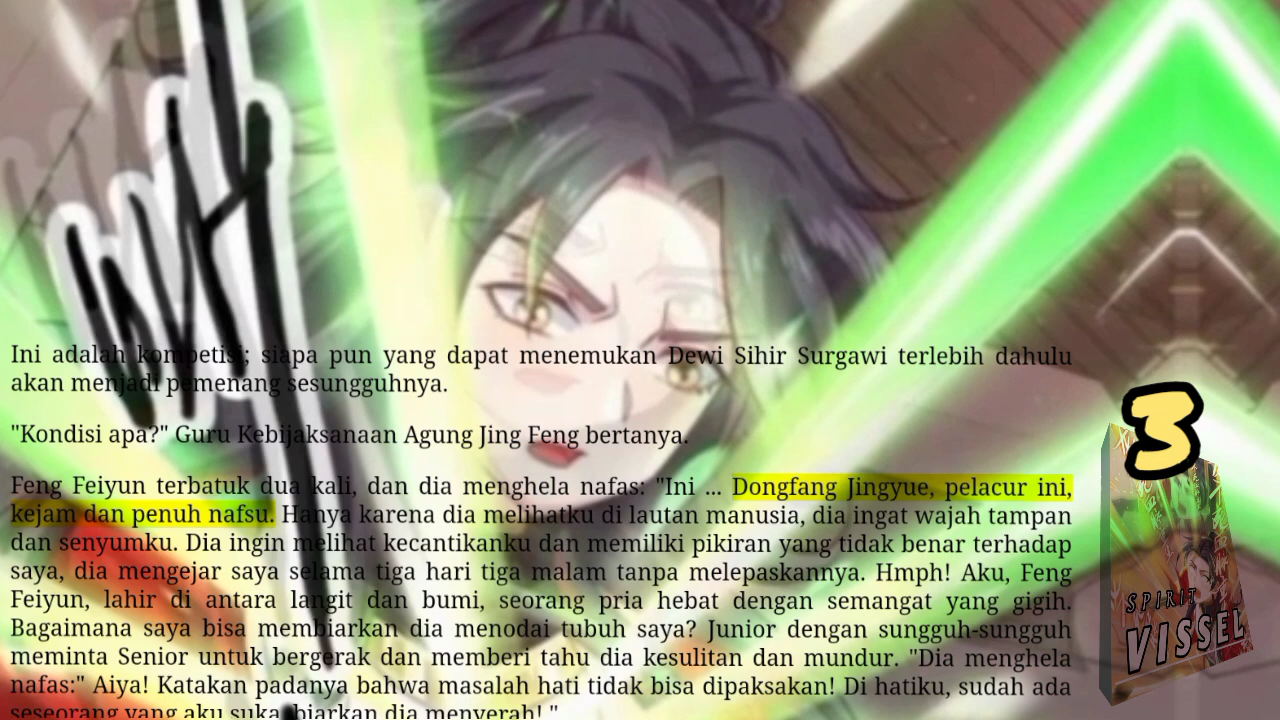 Ini adalah kompetisi; siapa pun yang dapat menemukan Dewi Sihir Surgawi terlebih dahulu
akan menjadi pemenang sesungguhnya.
"Kondisi apa?" Guru Kebijaksanaan Agung Jing Feng bertanya.
Feng Feiyun terbatuk dua kali, dan dia menghela nafas: "Ini ... Dongfang Jingyue, pelacur ini,
kejam dan penuh nafsu. Hanya karena dia melihatku di lautan manusia, dia ingat wajah tampan
dan senyumku. Dia ingin melihat kecantikanku dan memiliki pikiran yang tidak benar terhadap
saya, dia mengejar saya selama tiga hari tiga malam tanpa melepaskannya. Hmph! Aku, Feng
Feiyun, lahir di antara langit dan bumi, seorang pria hebat dengan semangat yang gigih.
Bagaimana saya bisa membiarkan dia menodai tubuh saya? Junior dengan sungguh-sungguh
meminta Senior untuk bergerak dan memberi tahu dia kesulitan dan mundur. "Dia menghela
nafas:" Aiya! Katakan padanya bahwa masalah hati tidak bisa dipaksakan! Di hatiku, sudah ada
seseorang yang aku suka, biarkan dia menyerah! "
3
SPIRIT
VISSEL